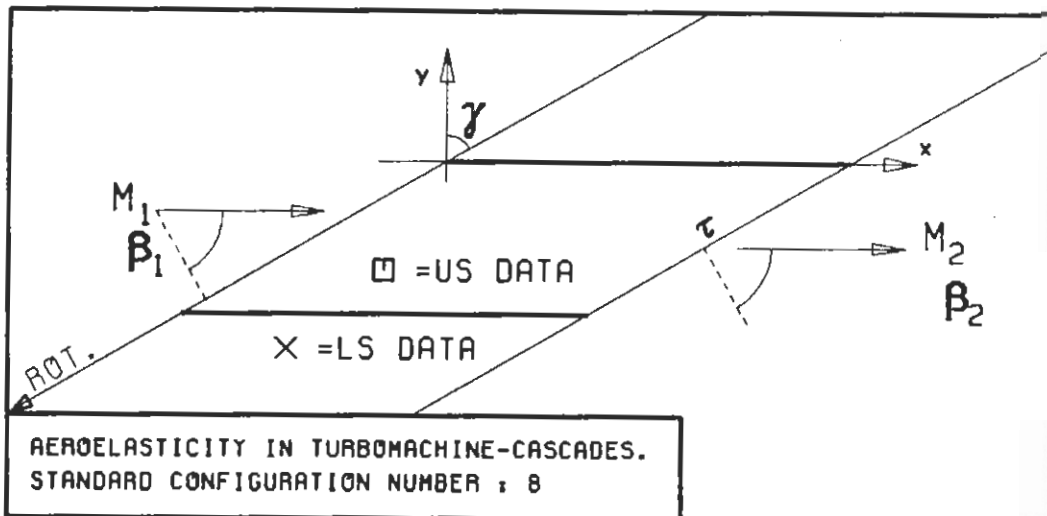 y
γ
x
M₁
β₁
τ
M₂
β₂
□ =US DATA
× =LS DATA
ROT.
AEROELASTICITY IN TURBOMACHINE-CASCADES.
STANDARD CONFIGURATION NUMBER : 8